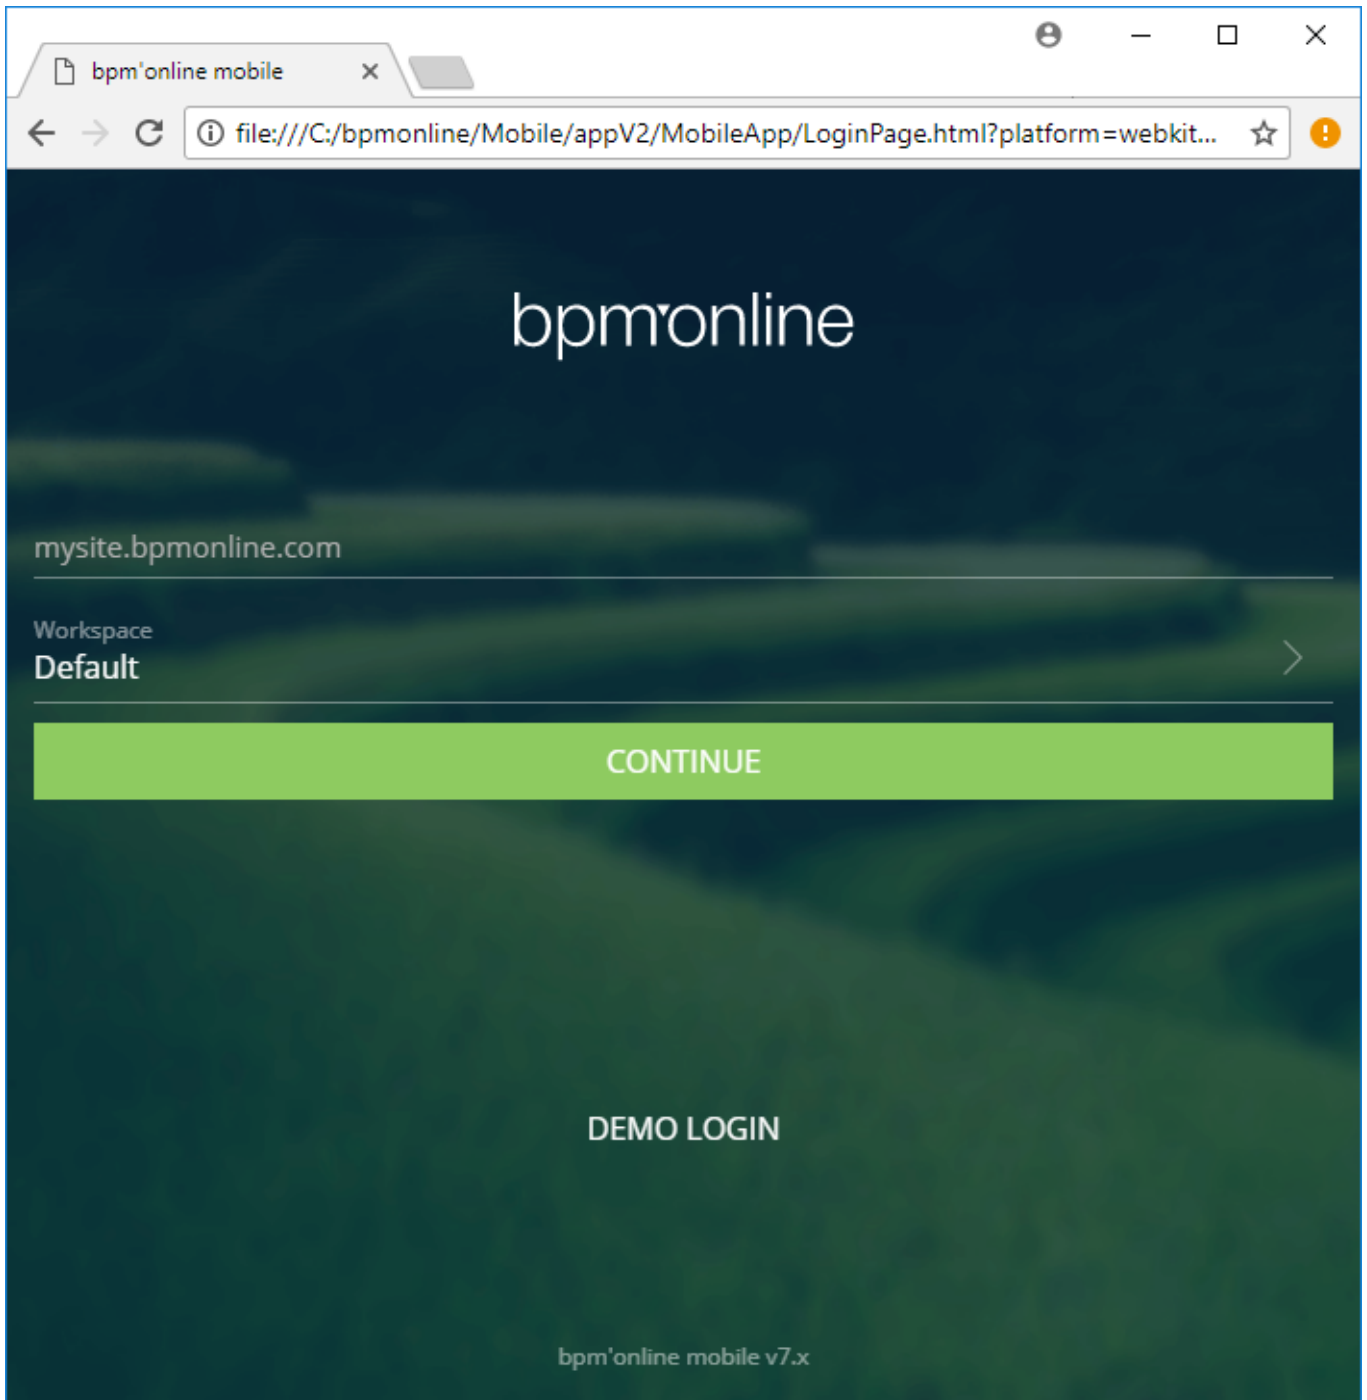 bpm'online mobile
file:///C:/bpmonline/Mobile/appV2/MobileApp/LoginPage.html?platform=webkit...
bpm'online
mysite.bpmonline.com
Workspace
Default
CONTINUE
DEMO LOGIN
bpm'online mobile v7.x